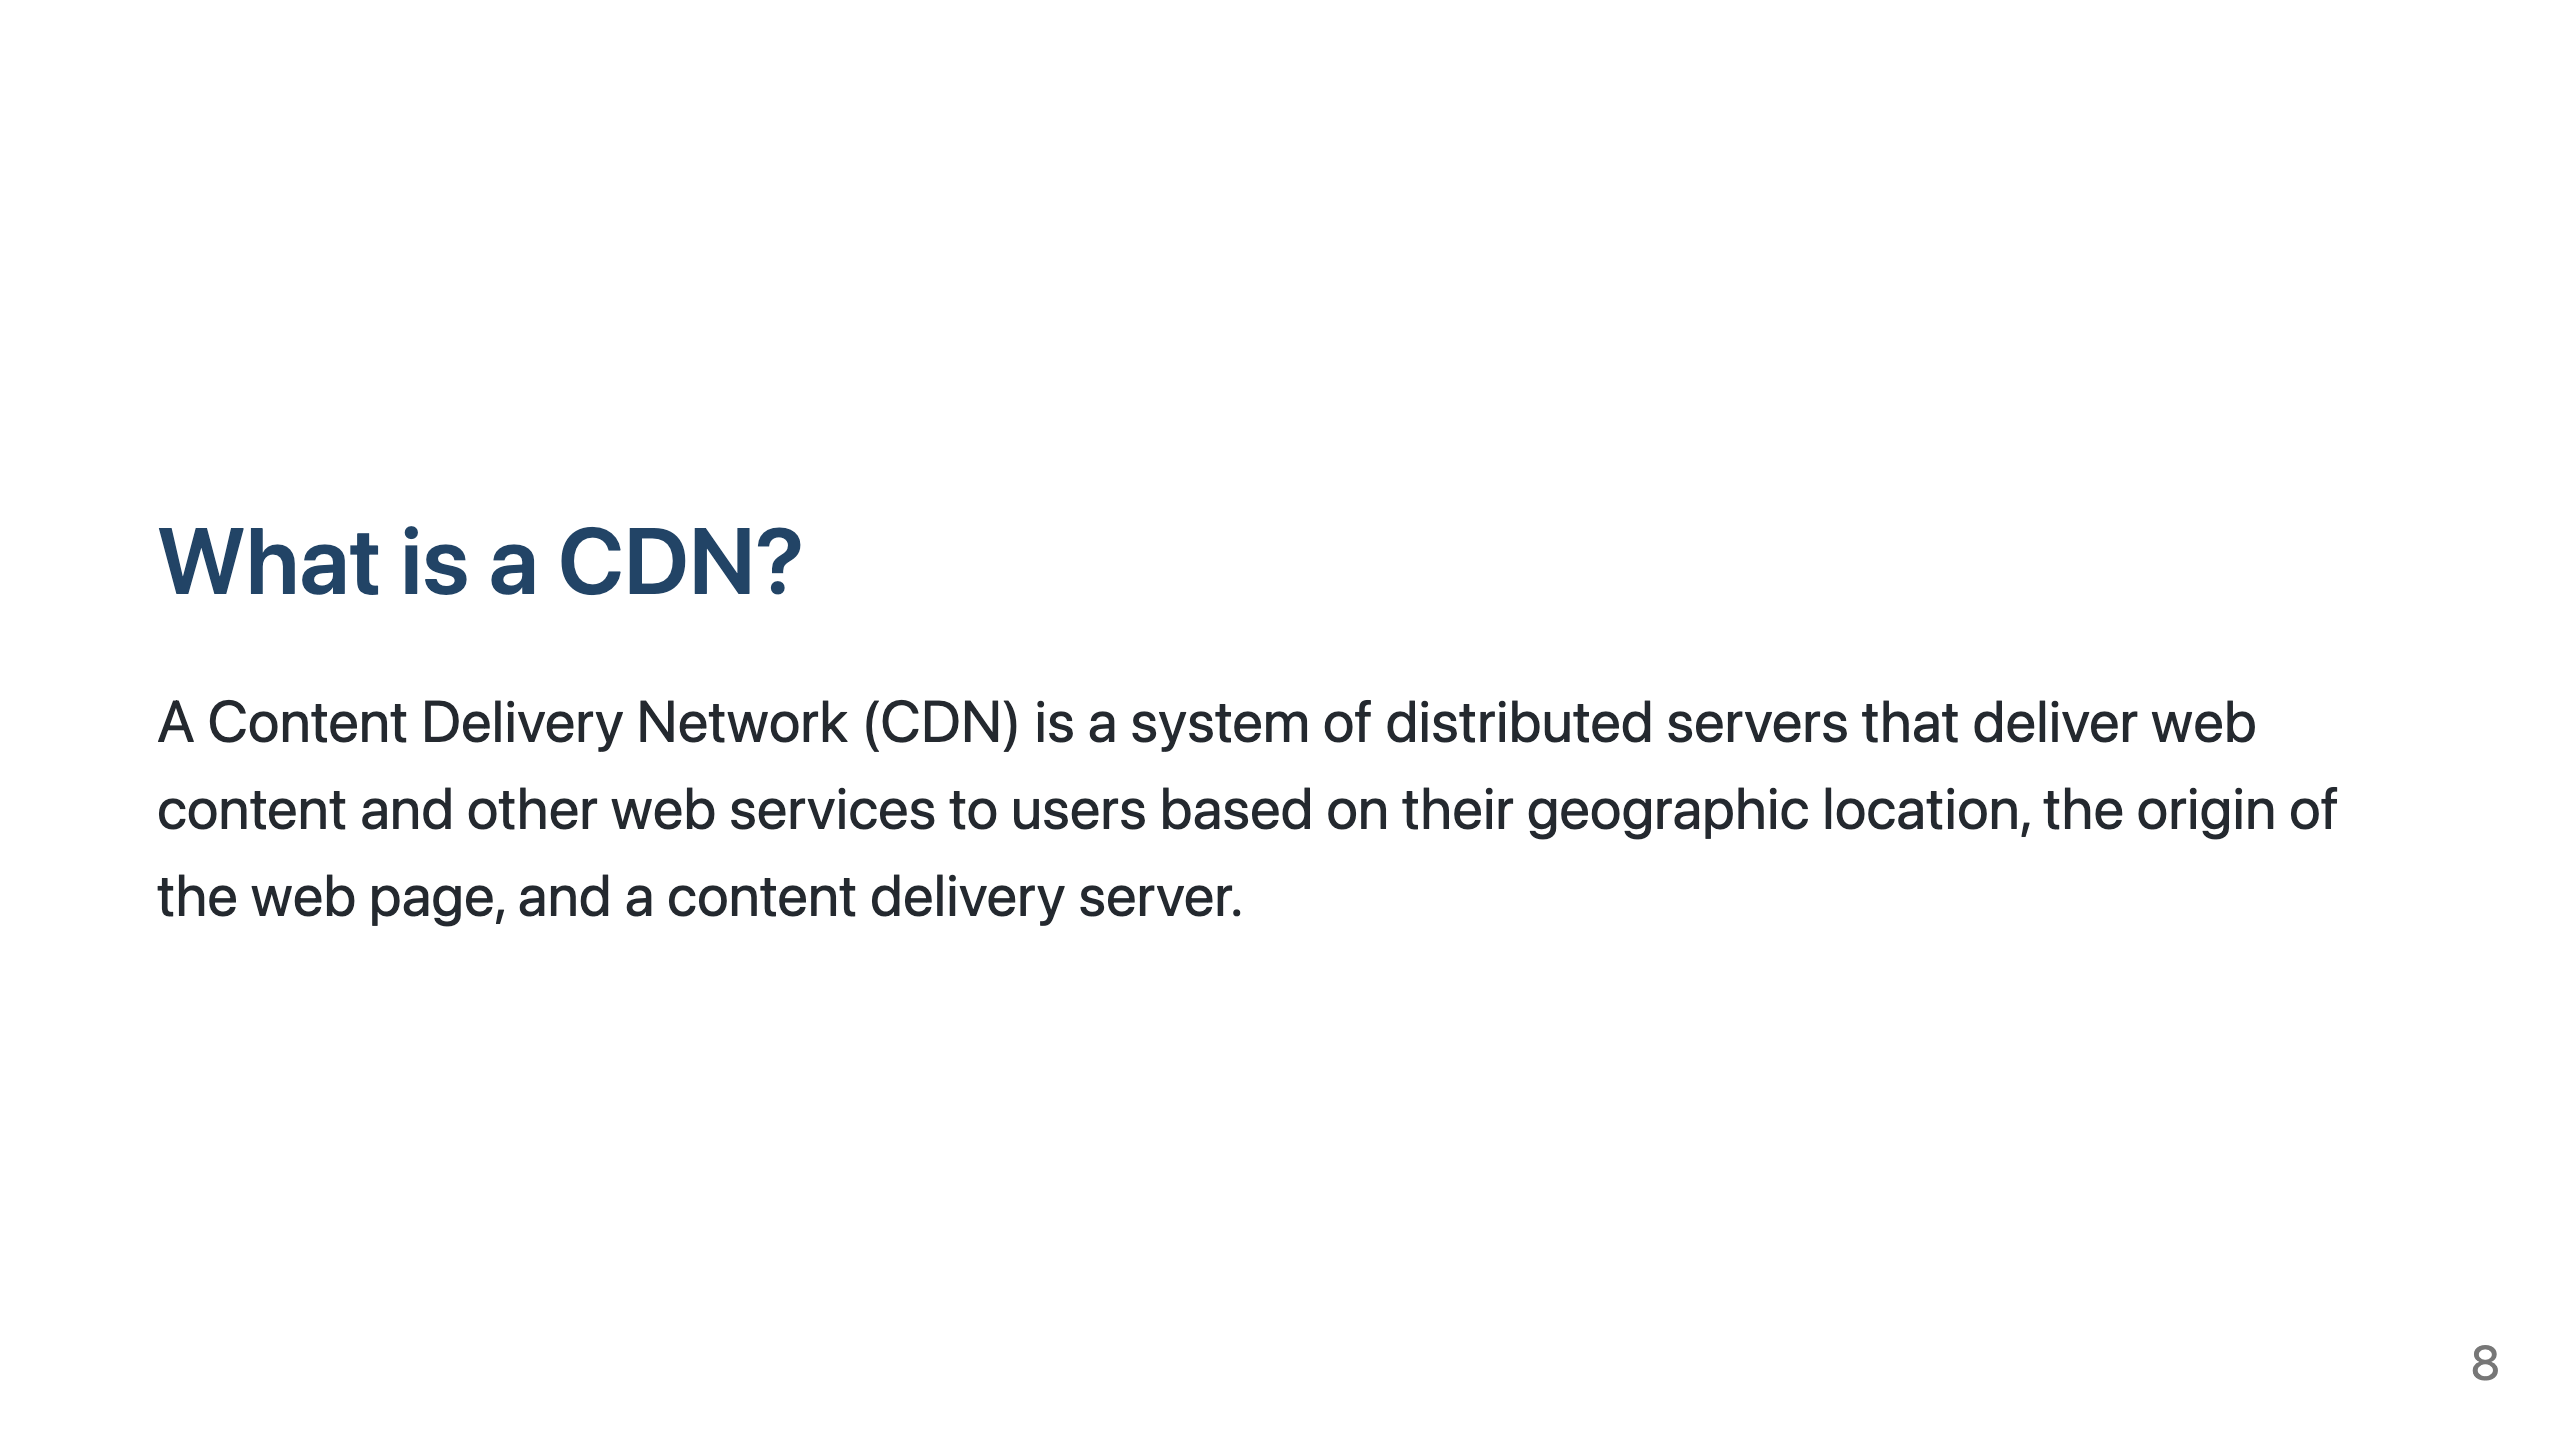 What is a CDN?
A Content Delivery Network (CDN) is a system of distributed servers that deliver web
content and other web services to users based on their geographic location, the origin of
the web page, and a content delivery server.
8